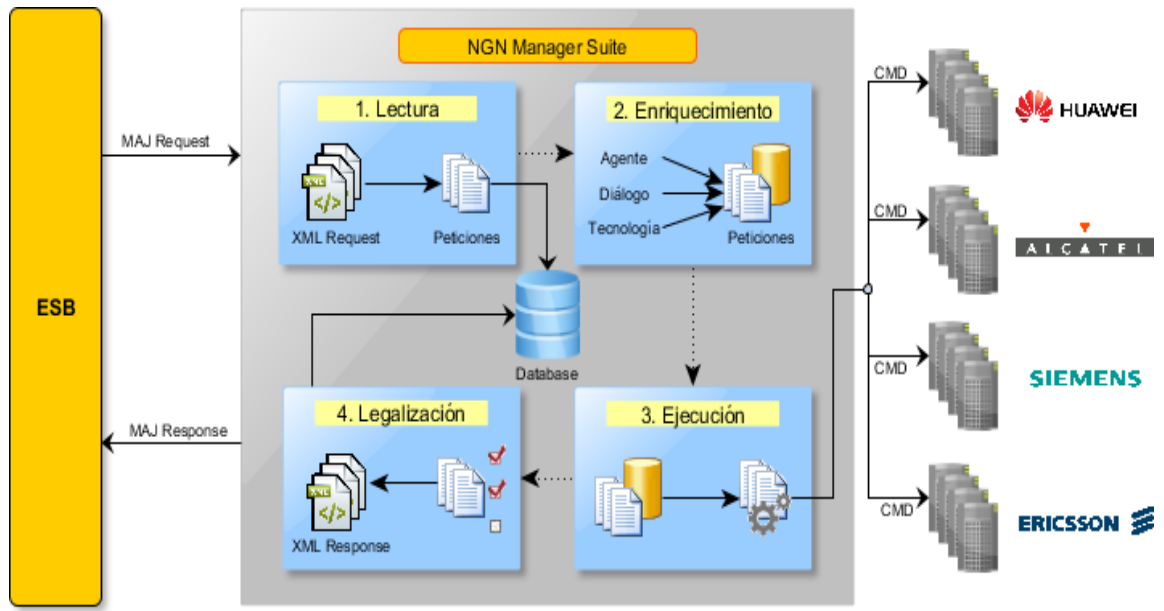 NGN Manager Suite
ESB
MAJ Request
MAJ Response
1. Lectura
XML
</>
XML Request
Peticiones
2. Enriquecimiento
Agente
Diálogo
Tecnología
Peticiones
Database
4. Legalización
XML
</>
XML Response
3. Ejecución
CMD
HUAWEI
CMD
ALCATEL
CMD
SIEMENS
CMD
ERICSSON